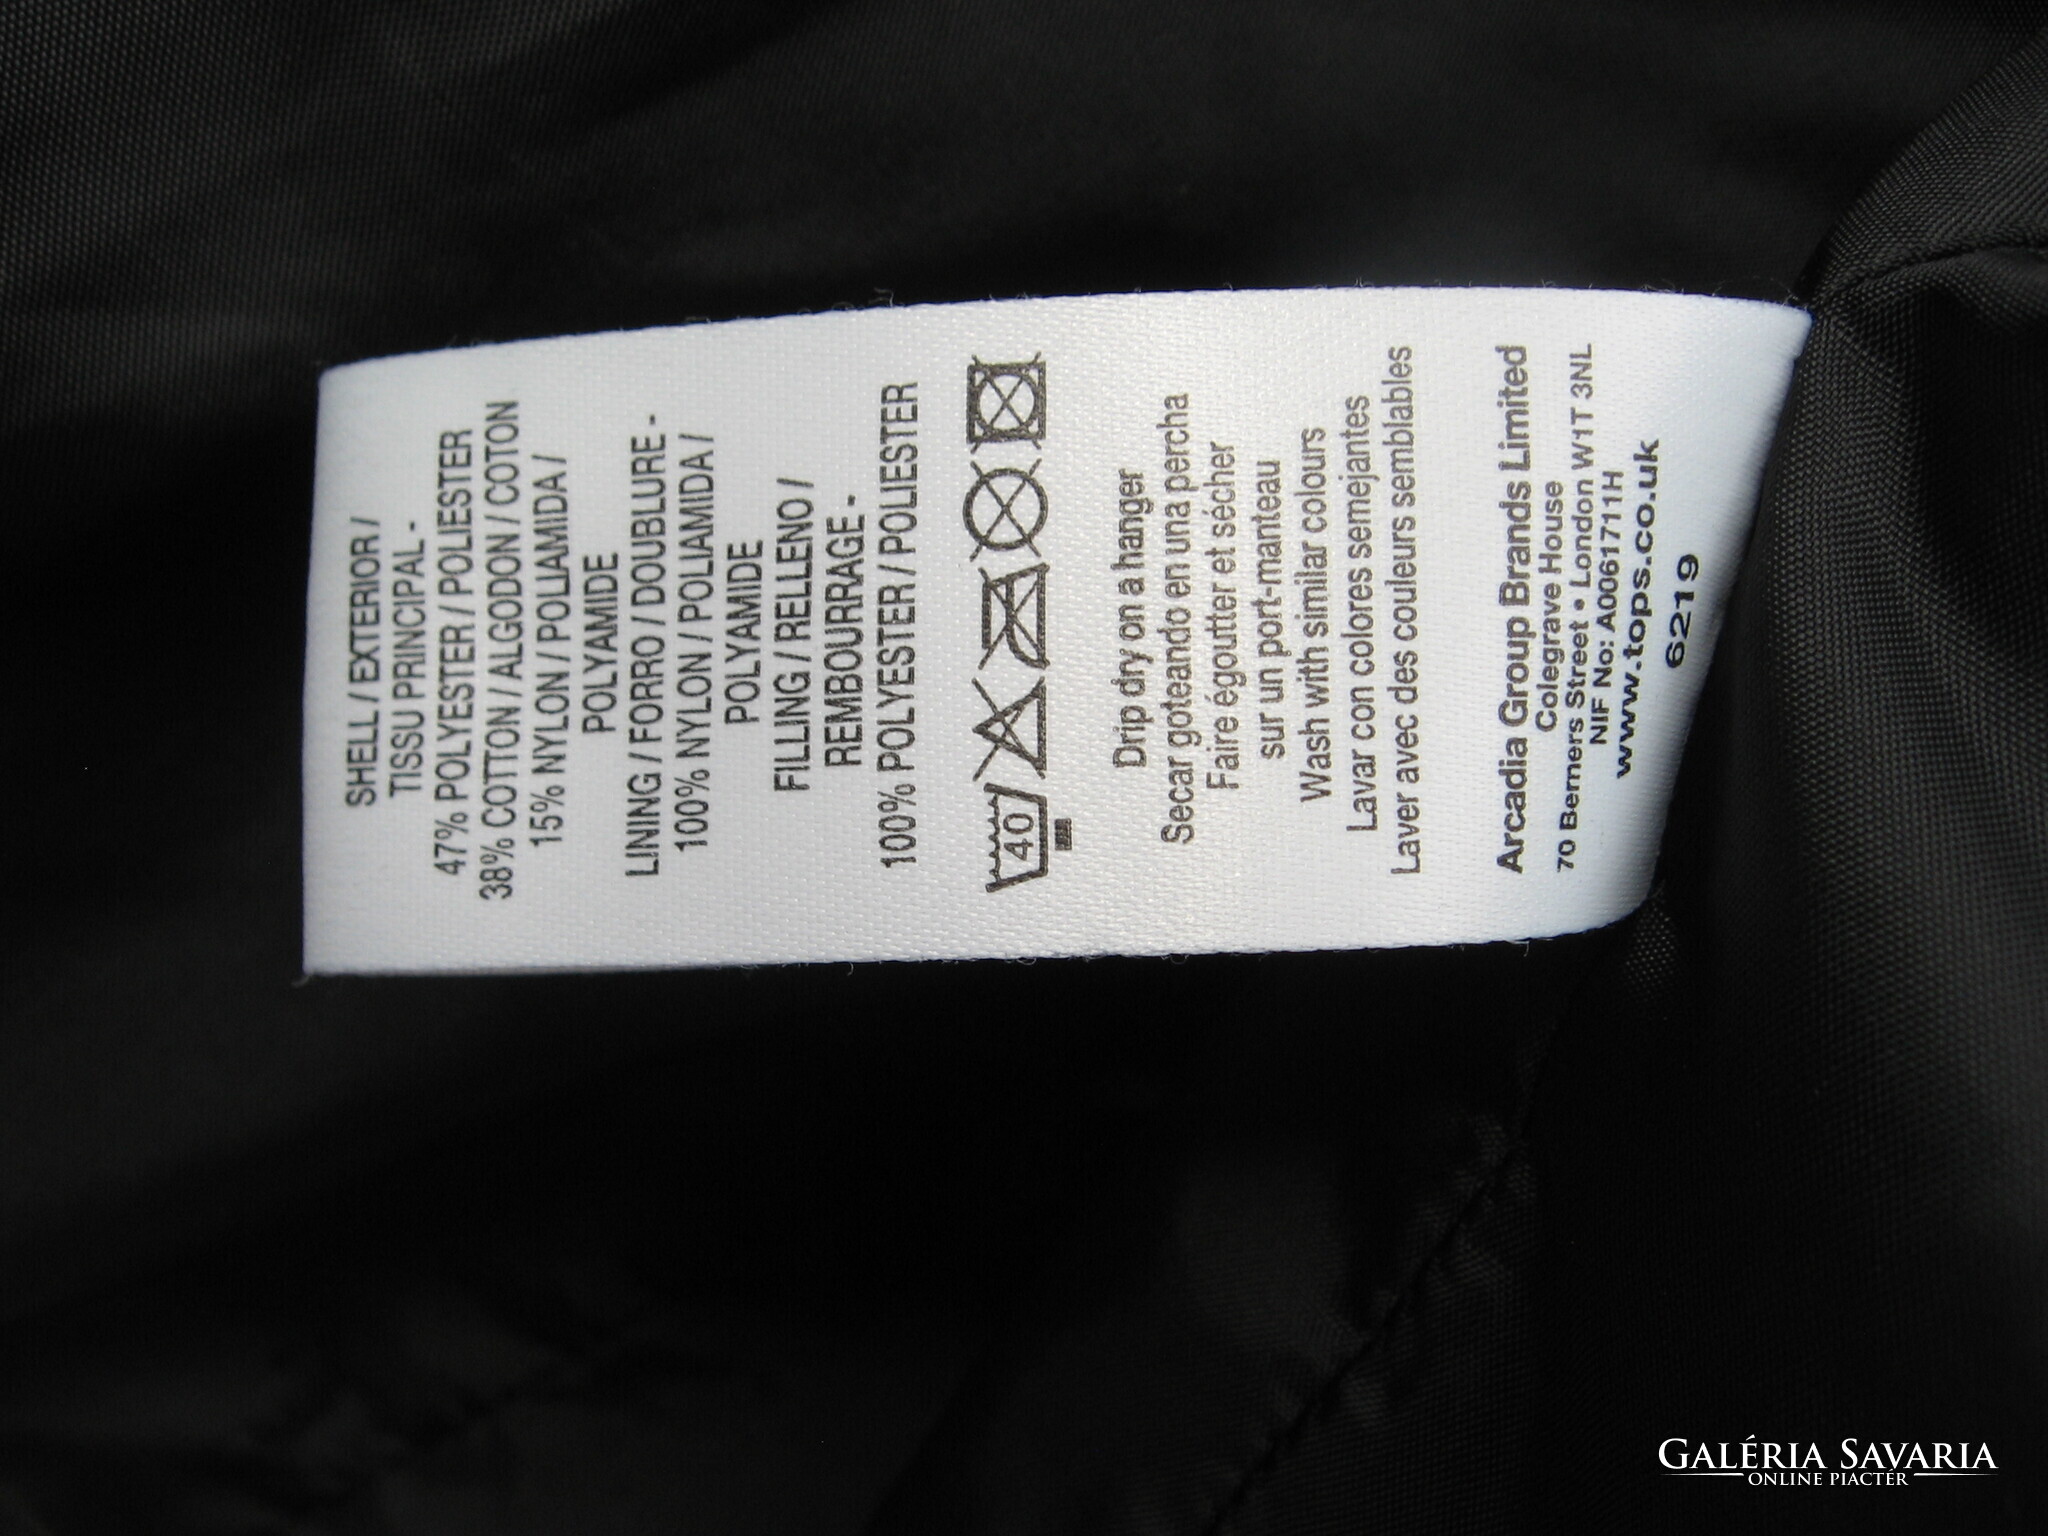 SHELL / EXTERIOR /
TISSU PRINCIPAL -
47% POLYESTER / POLIESTER
38% COTTON / ALGODON / COTON
15% NYLON / POLIAMIDA /
POLYAMIDE
LINING / FORRO / DOUBLURE -
100% NYLON / POLIAMIDA /
POLYAMIDE
FILLING / RELLENO /
REMBOURRAGE -
100% POLYESTER / POLIESTER
40
Drip dry on a hanger
Secar goteando en una percha
Faire égoutter et sécher
sur un port-manteau
Wash with similar colours
Lavar con colores semejantes
Laver avec des couleurs semblables
Arcadia Group Brands Limited
Colegrave House
70 Berners Street • London W1T 3NL
NIF No: A0061711H
www.tops.co.uk
6219
GALÉRIA SAVARIA
ONLINE PIACTÉR